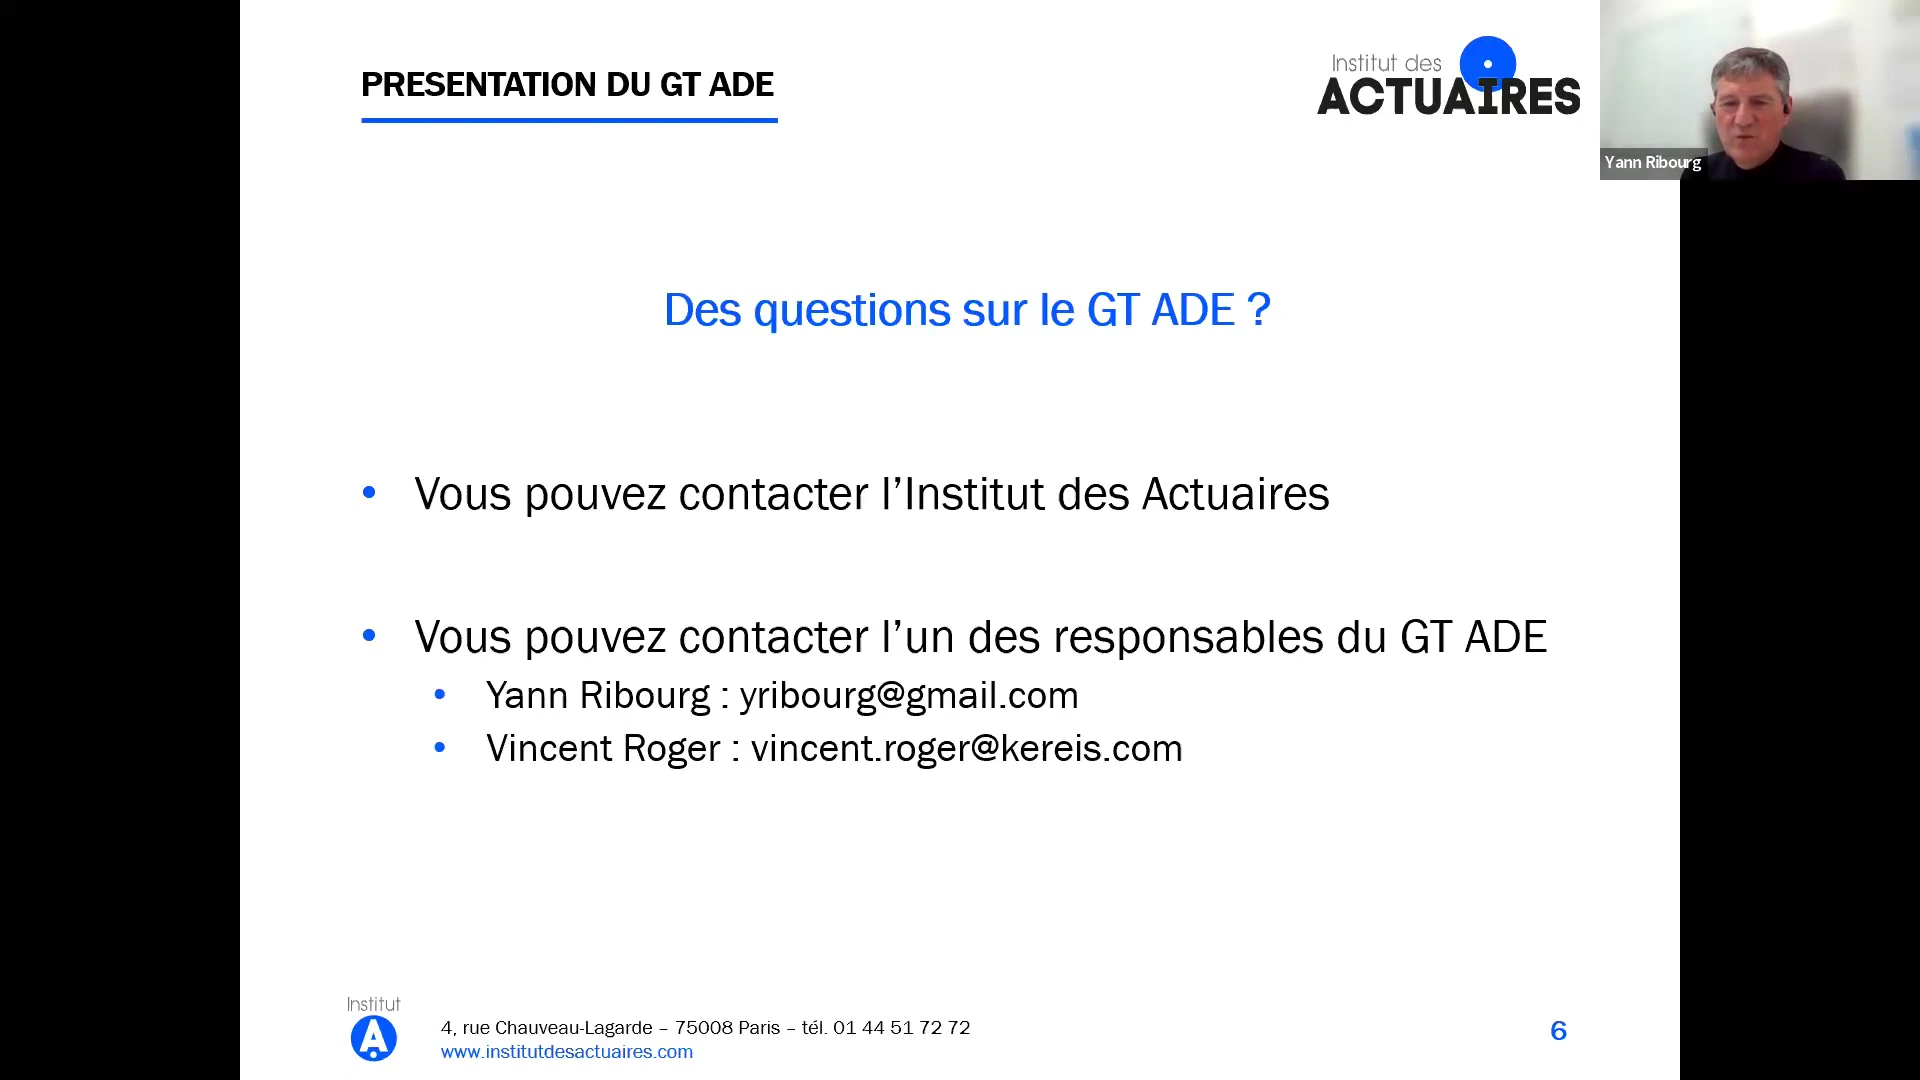 PRESENTATION DU GT ADE
Institut des
ACTUAIRES
Yann Ribourg
Des questions sur le GT ADE ?
• Vous pouvez contacter l’Institut des Actuaires
• Vous pouvez contacter l’un des responsables du GT ADE
• Yann Ribourg : yribourg@gmail.com
• Vincent Roger : vincent.roger@kereis.com
Institut
A
4, rue Chauveau-Lagarde – 75008 Paris – tél. 01 44 51 72 72
www.institutdesactuaires.com
6